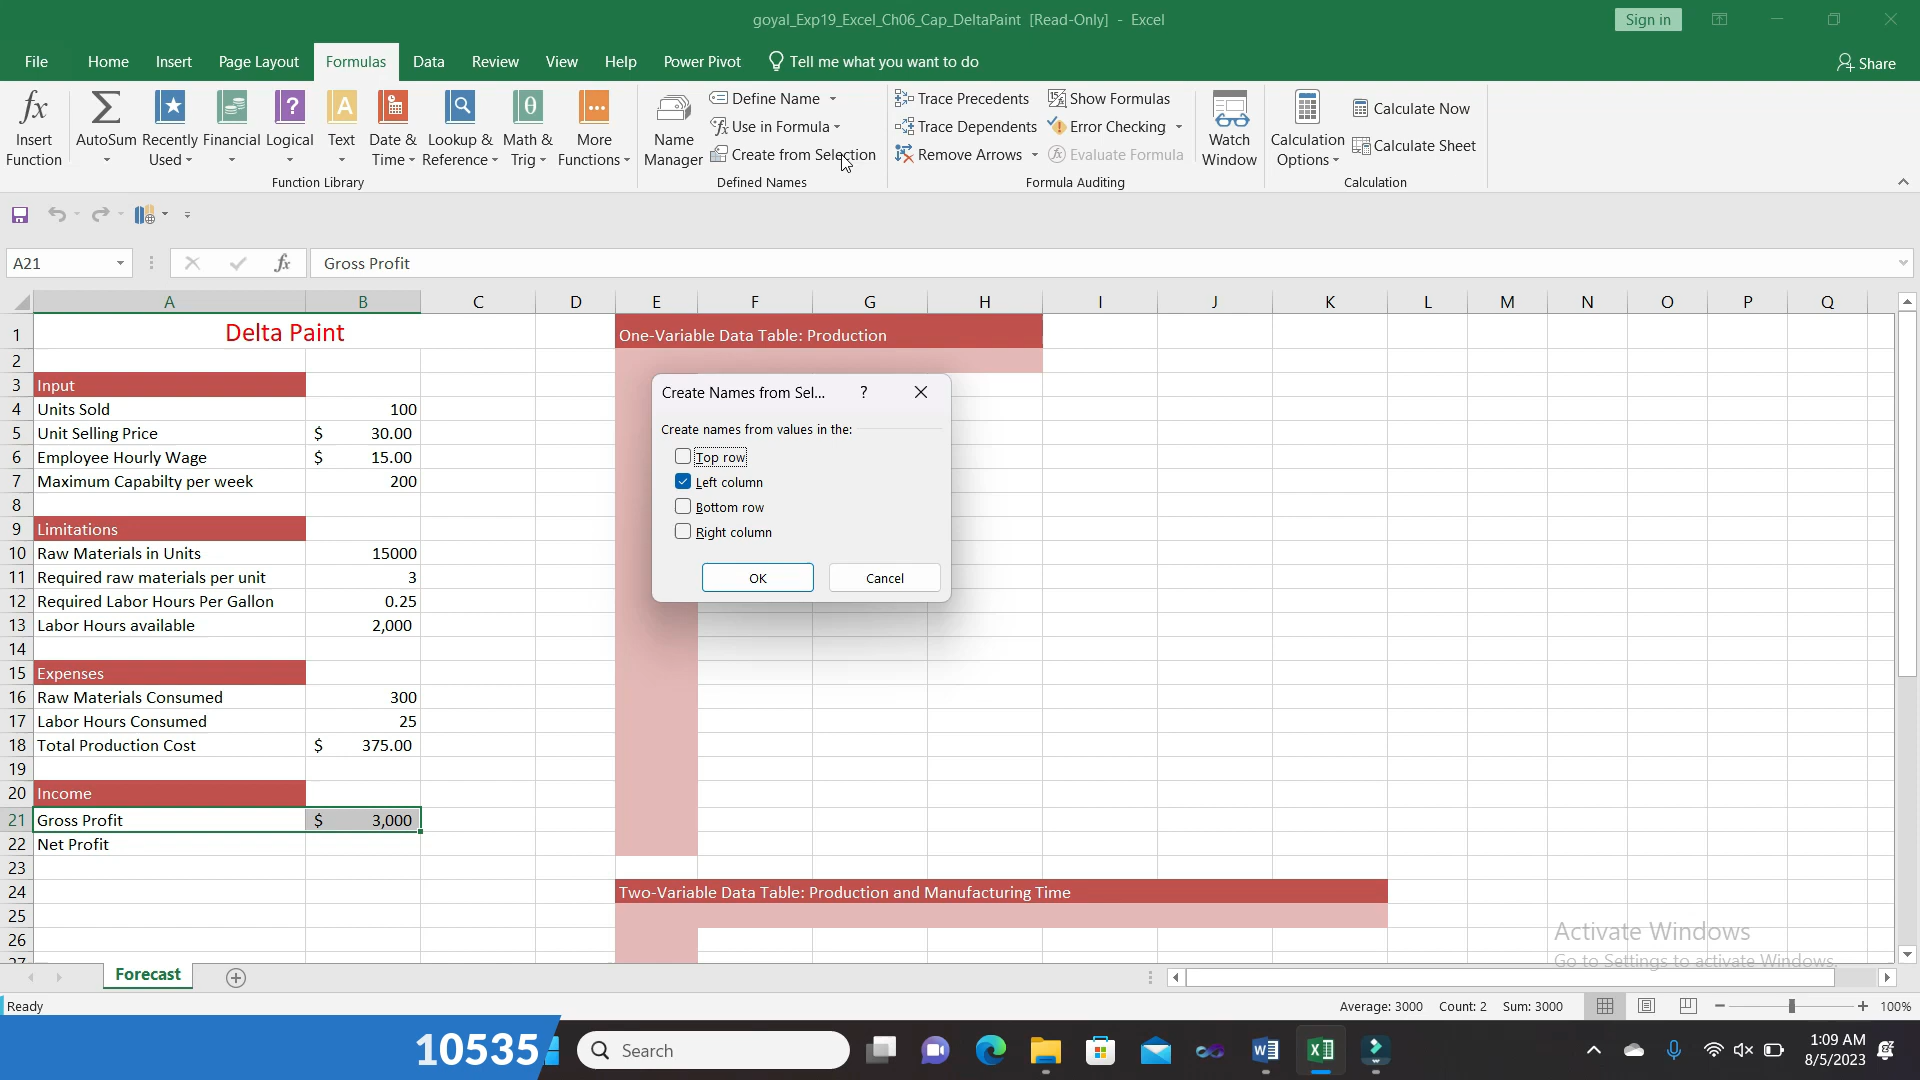 goyal_Exp19_Excel_Ch06_Cap_DeltaPaint [Read-Only] - Excel
Sign in
File Home Insert Page Layout Formulas Data Review View Help Power Pivot Tell me what you want to do Share
Insert Function
AutoSum
Recently Used
Financial
Logical
Text
Date & Time
Lookup & Reference
Math & Trig
More Functions
Function Library
Name Manager
Define Name
Use in Formula
Create from Selection
Defined Names
Trace Precedents
Trace Dependents
Remove Arrows
Show Formulas
Error Checking
Evaluate Formula
Formula Auditing
Watch Window
Calculation Options
Calculate Now
Calculate Sheet
Calculation
A21 fx Gross Profit
A B C D E F G H I J K L M N O P Q
1 Delta Paint One-Variable Data Table: Production
2
3 Input
4 Units Sold 100
5 Unit Selling Price $ 30.00
6 Employee Hourly Wage $ 15.00
7 Maximum Capabilty per week 200
8
9 Limitations
10 Raw Materials in Units 15000
11 Required raw materials per unit 3
12 Required Labor Hours Per Gallon 0.25
13 Labor Hours available 2,000
14
15 Expenses
16 Raw Materials Consumed 300
17 Labor Hours Consumed 25
18 Total Production Cost $ 375.00
19
20 Income
21 Gross Profit $ 3,000
22 Net Profit
23
24 Two-Variable Data Table: Production and Manufacturing Time
25
26
27
Create Names from Sel... ?
Create names from values in the:
Top row
Left column
Bottom row
Right column
OK Cancel
Activate Windows
Go to Settings to activate Windows.
Forecast
Ready Average: 3000 Count: 2 Sum: 3000 100%
10535 Search 1:09 AM
8/5/2023